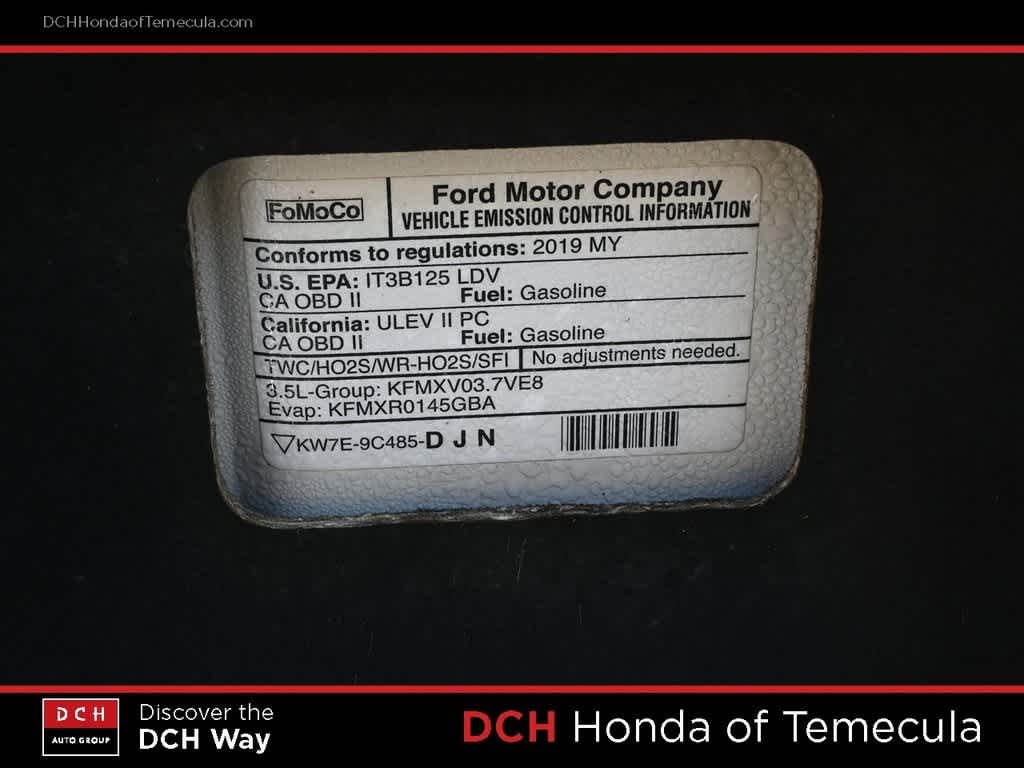 DCHHondaofTemecula.com
FoMoCo
Ford Motor Company
VEHICLE EMISSION CONTROL INFORMATION
Conforms to regulations: 2019 MY
U.S. EPA: IT3B125 LDV
CA OBD II Fuel: Gasoline
California: ULEV II PC
CA OBD II Fuel: Gasoline
TWC/HO2S/WR-HO2S/SFI No adjustments needed.
3.5L-Group: KFMXV03.7VE8
Evap: KFMXR0145GBA
KW7E-9C485-D J N
DCH
AUTO GROUP
Discover the
DCH Way
DCH Honda of Temecula